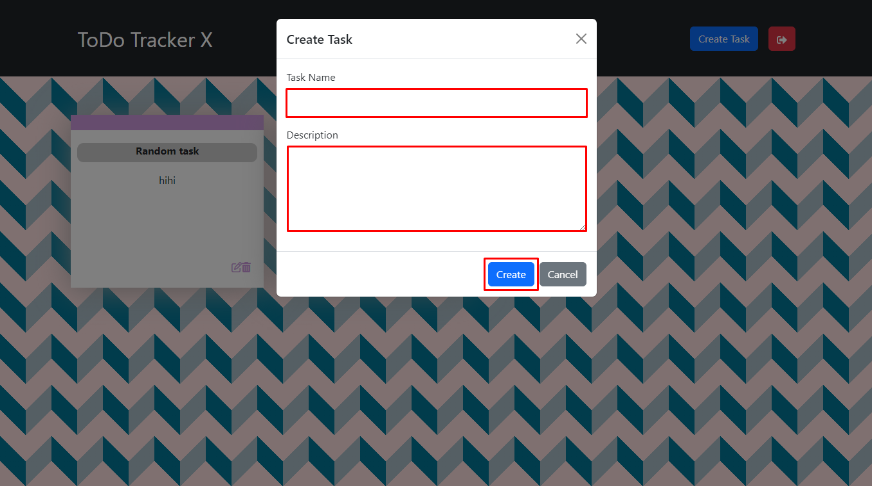 ToDo Tracker X
Create Task
Create Task
Task Name
Description
Random task
hihi
Create
Cancel